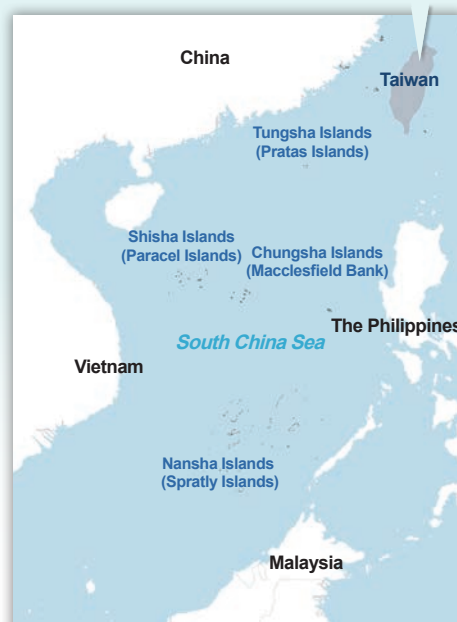 China
Taiwan
Tungsha Islands
(Pratas Islands)
Shisha Islands
(Paracel Islands)
Chungsha Islands
(Macclesfield Bank)
The Philippines
South China Sea
Vietnam
Nansha Islands
(Spratly Islands)
Malaysia